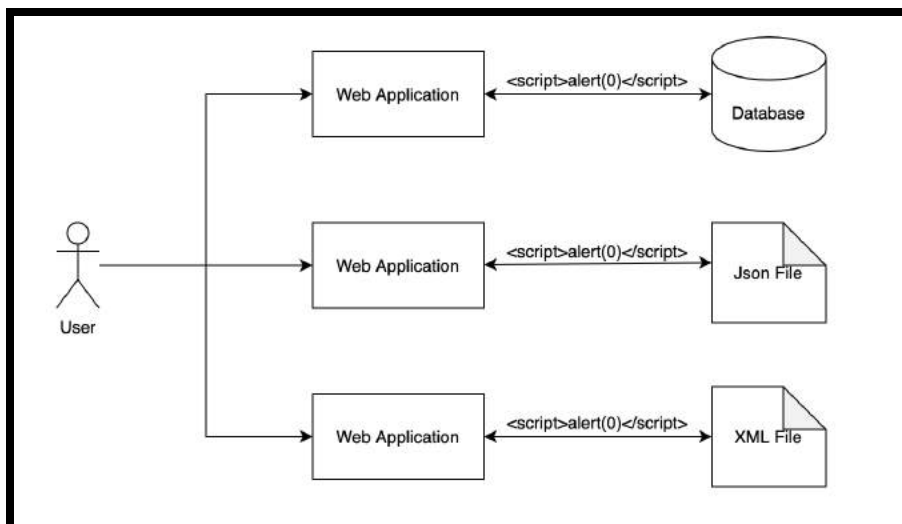 Web Application
<script>alert(0)</script>
Database
User
Web Application
<script>alert(0)</script>
Json File
Web Application
<script>alert(0)</script>
XML File